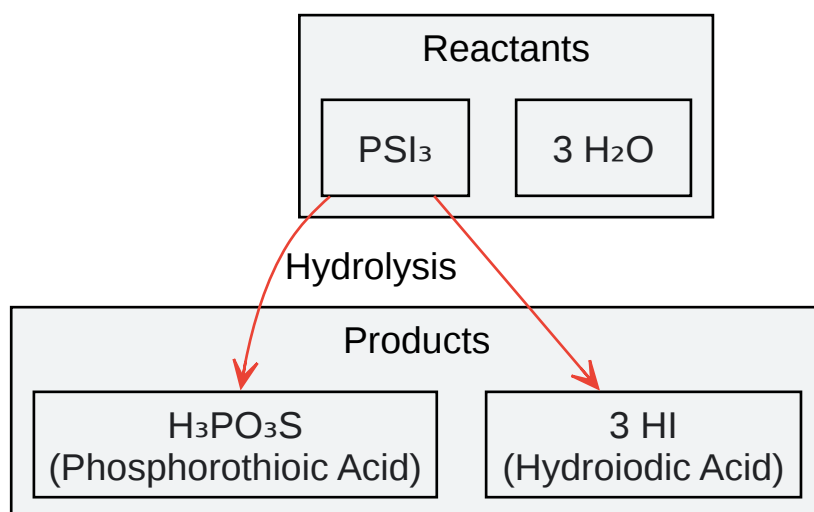 Reactants
PSI₃
3 H₂O
Hydrolysis
Products
H₃PO₃S
(Phosphorothioic Acid)
3 HI
(Hydroiodic Acid)